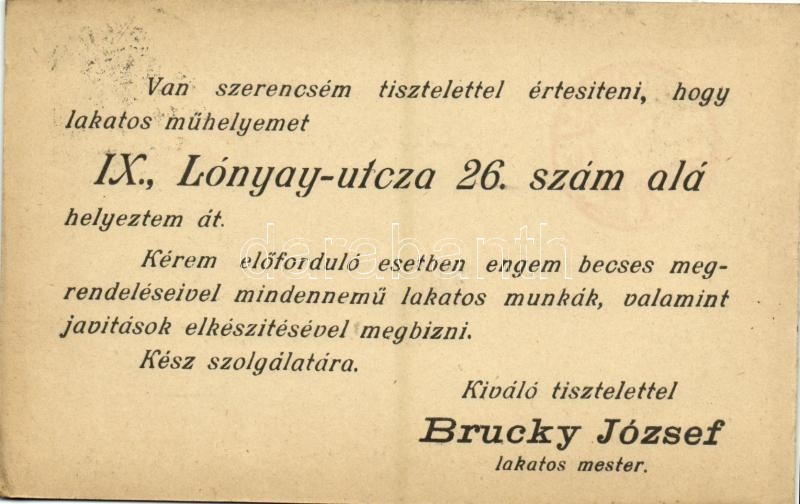 Van szerencsém tisztelettel értesiteni, hogy
lakatos műhelyemet
IX., Lónyay-utcza 26. szám alá
helyeztem át.
darabanth
Kérem előforduló esetben engem becses meg-
rendeléseivel mindennemű lakatos munkák, valamint
javitások elkészitésével megbizni.
Kész szolgálatára.
Kiváló tisztelettel
Brucky József
lakatos mester.